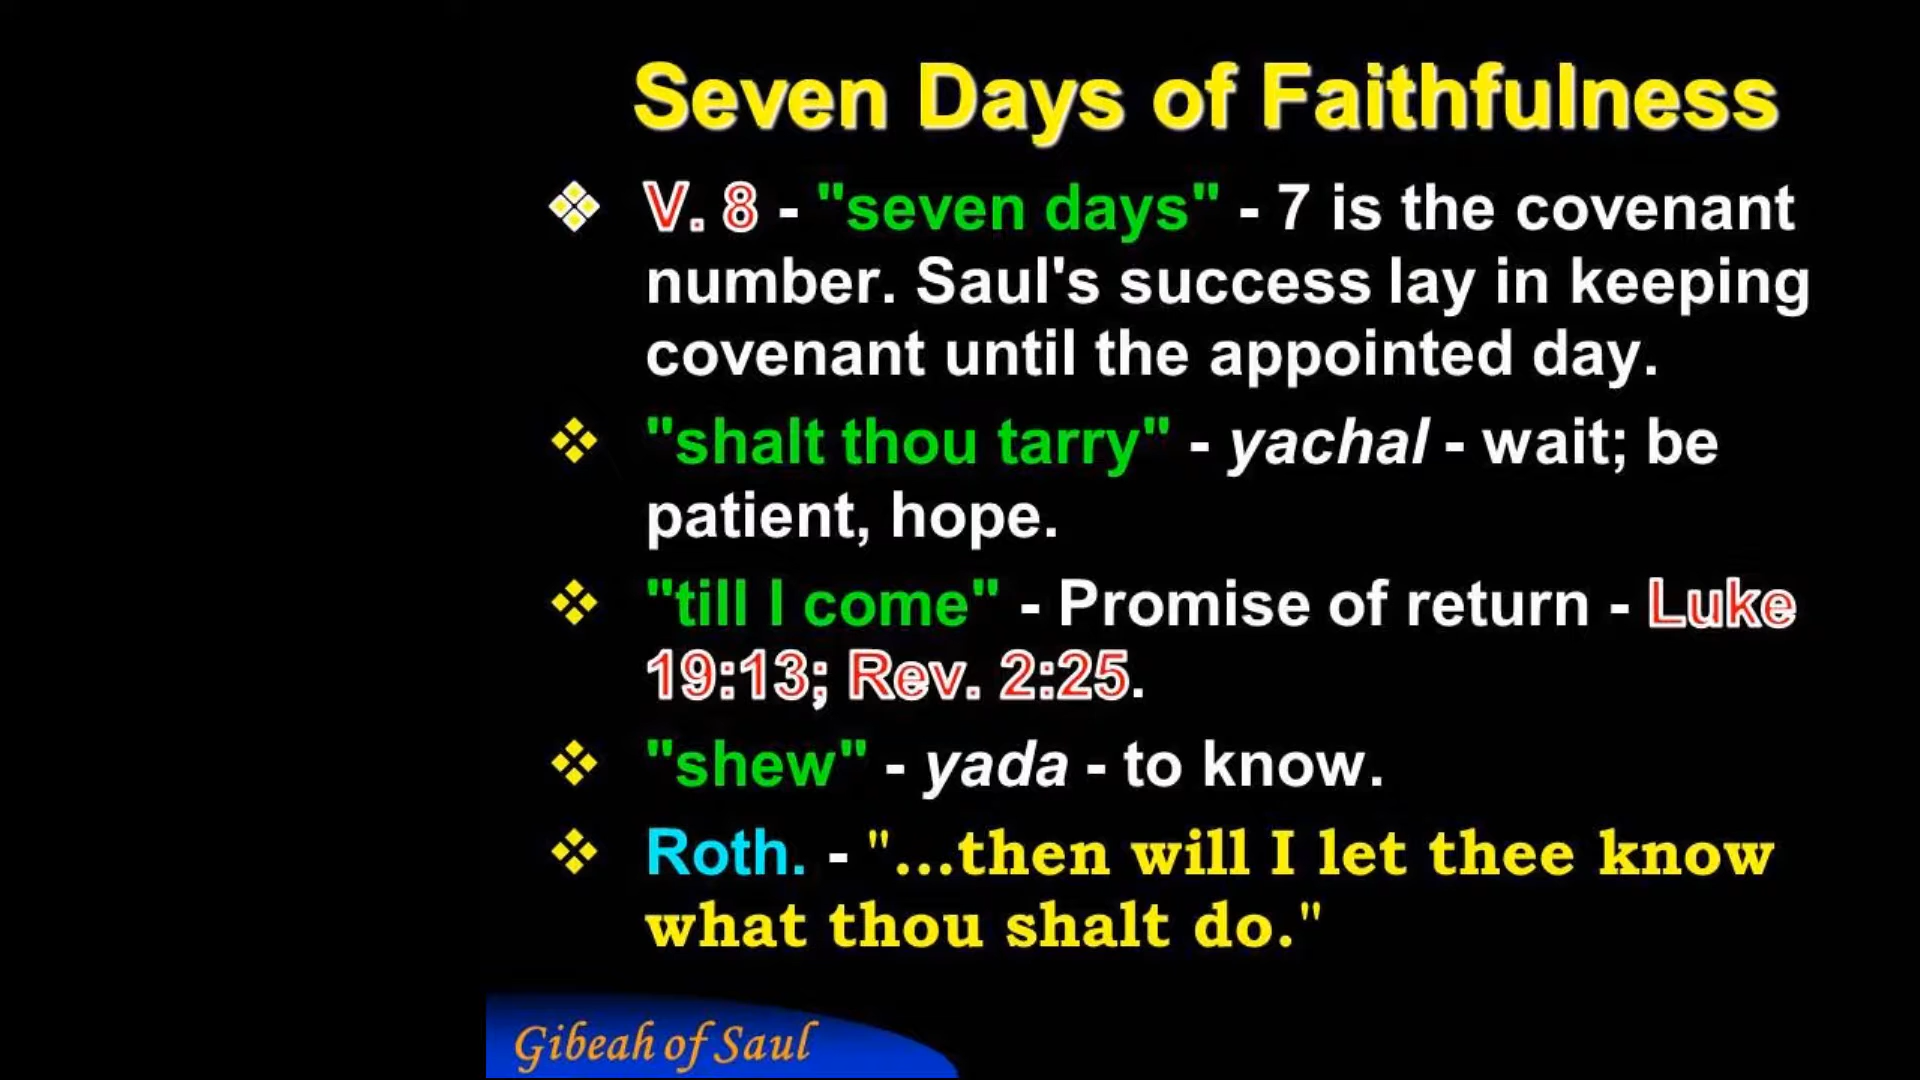 Seven Days of Faithfulness
V. 8 - "seven days" - 7 is the covenant
number. Saul's success lay in keeping
covenant until the appointed day.
"shalt thou tarry" - yachal - wait; be
patient, hope.
"till I come" - Promise of return - Luke
19:13; Rev. 2:25.
"shew" - yada - to know.
Roth. - "...then will I let thee know
what thou shalt do."
Gibeah of Saul